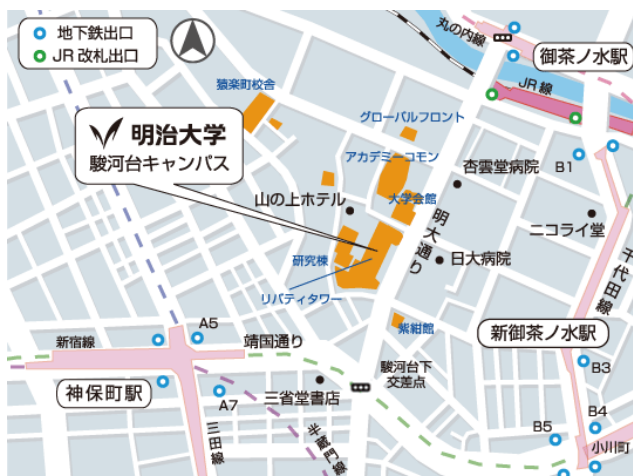 地下鉄出口
JR改札出口
丸の内線
御茶ノ水駅
JR線
猿楽町校舎
グローバルフロント
明治大学
駿河台キャンパス
アカデミーコモン
杏雲堂病院
B1
山の上ホテル
大学会館
明大通り
ニコライ堂
千代田線
研究棟
日大病院
リバティタワー
紫紺館
新御茶ノ水駅
新宿線
A5
靖国通り
駿河台下
交差点
B3
神保町駅
A7
三省堂書店
三田線
半蔵門線
B4
B5
小川町